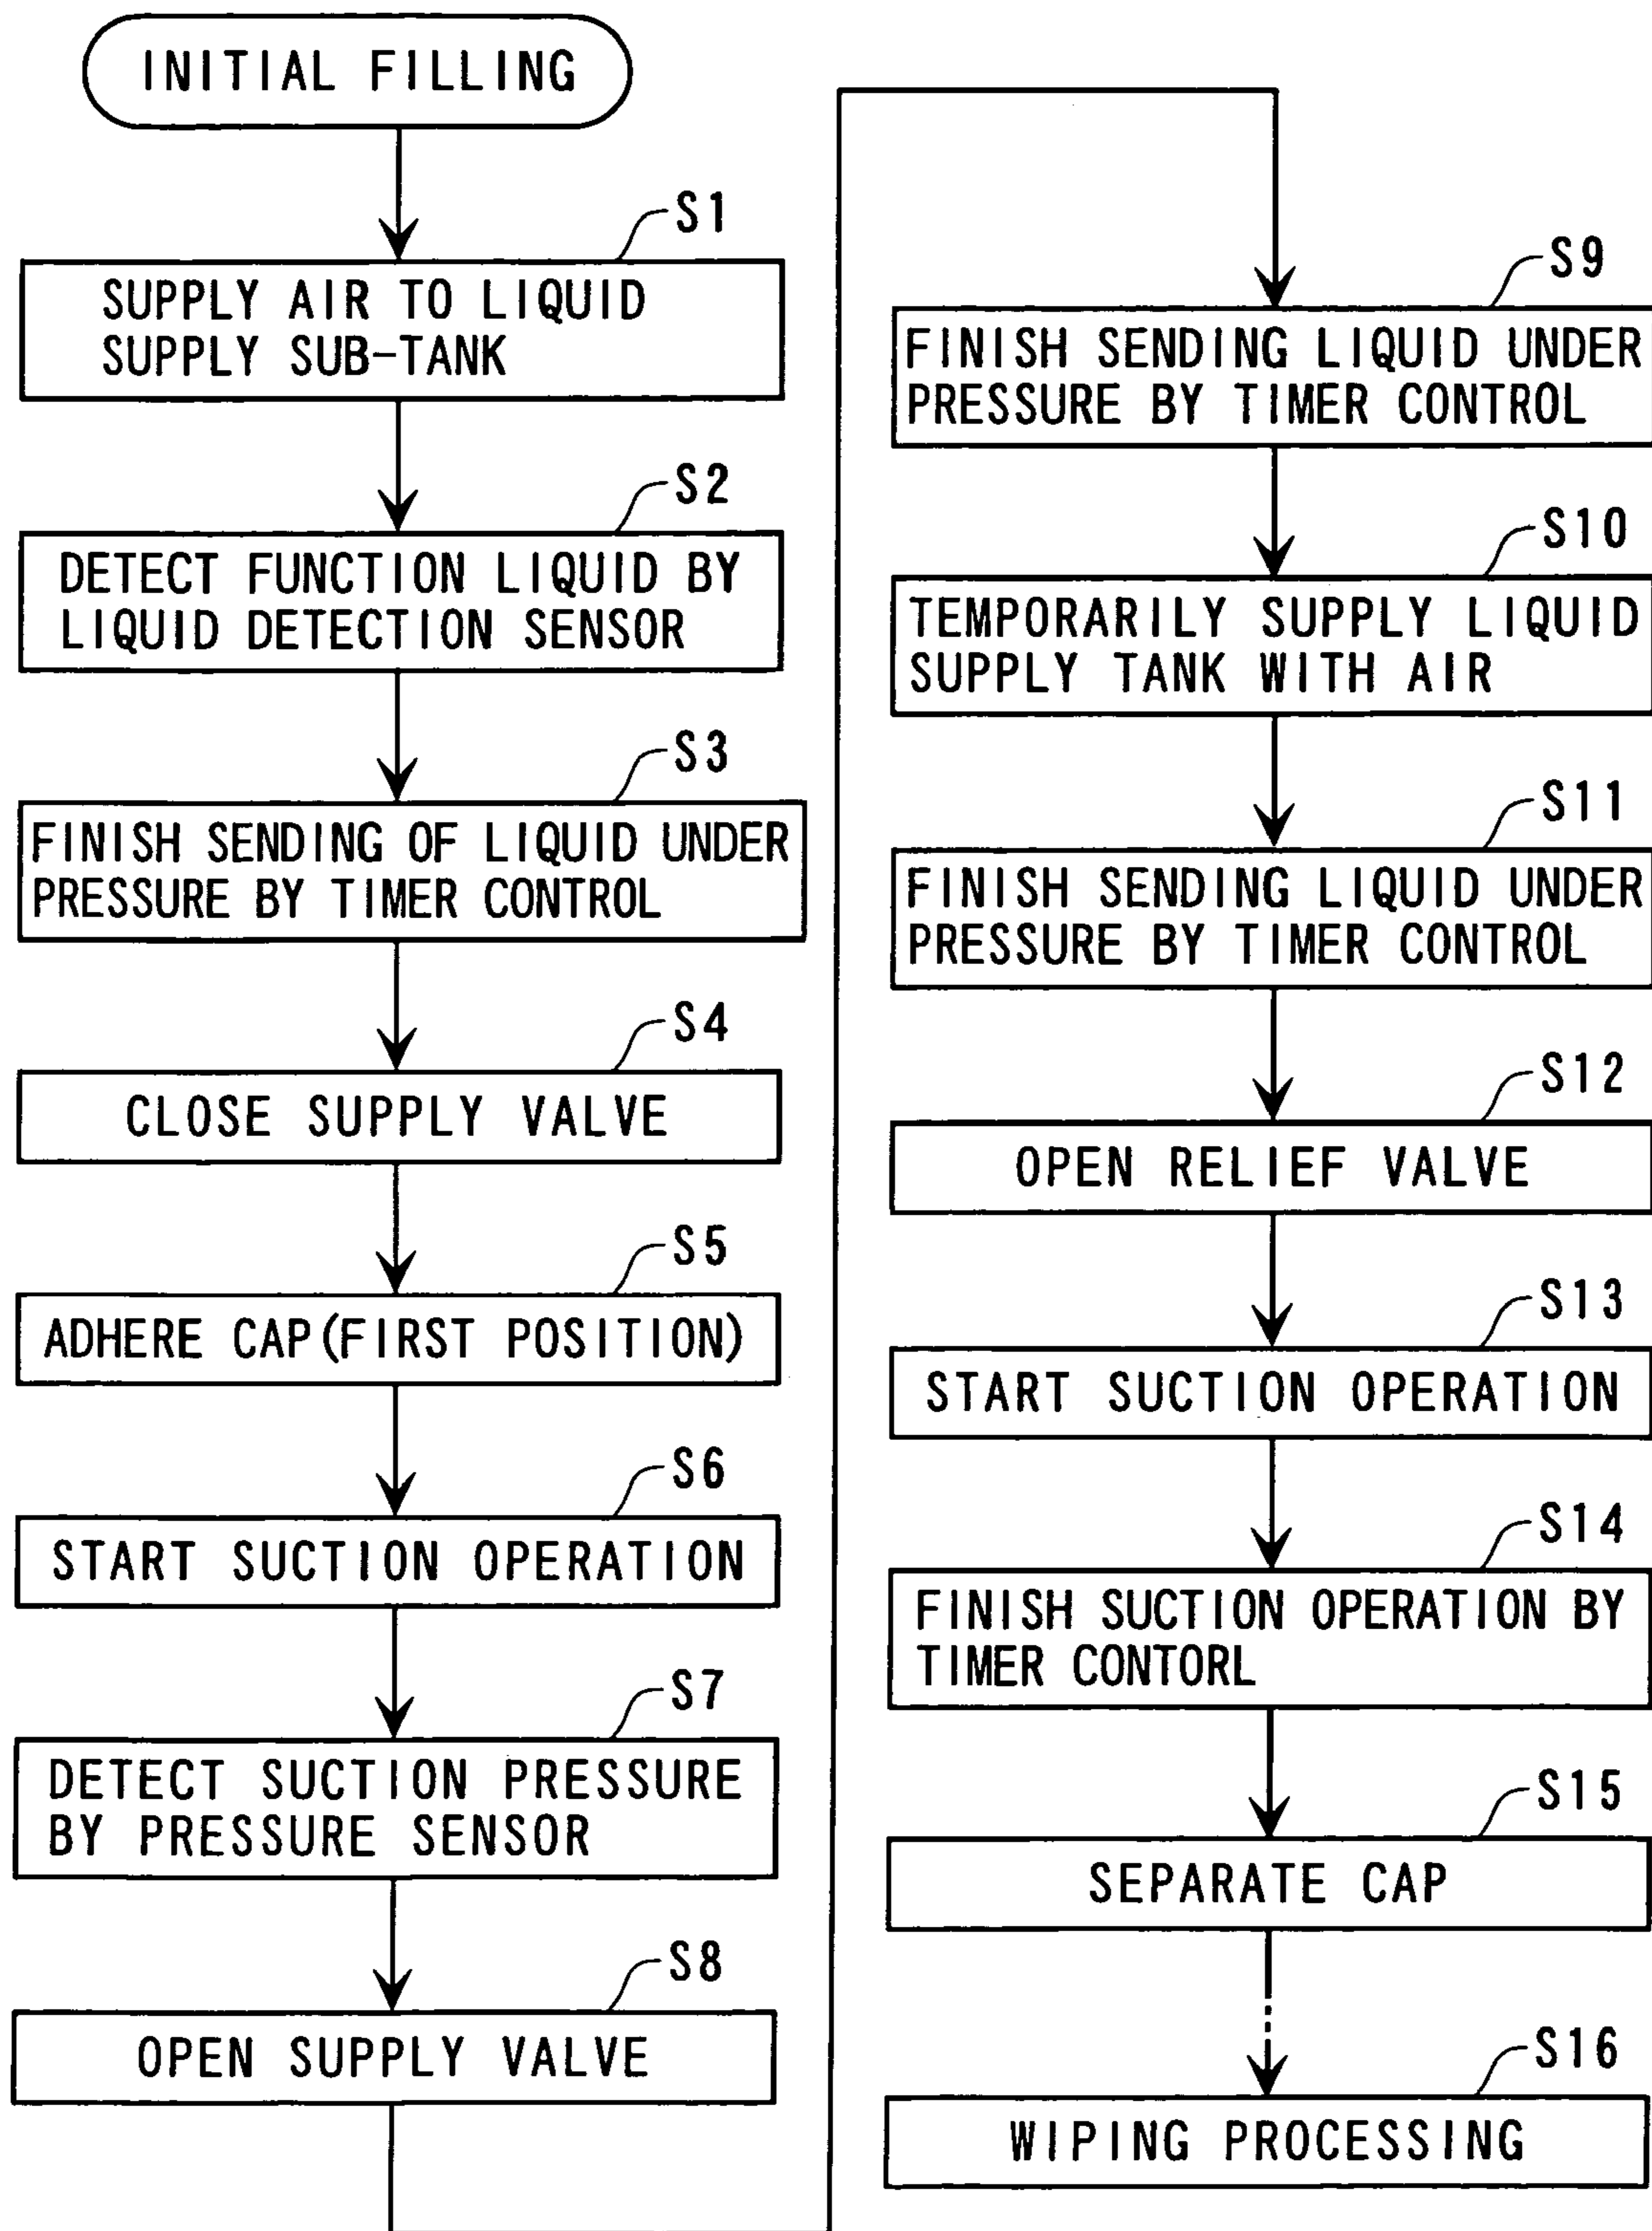 INITIAL FILLING
S1
SUPPLY AIR TO LIQUID
SUPPLY SUB-TANK
S2
DETECT FUNCTION LIQUID BY
LIQUID DETECTION SENSOR
S3
FINISH SENDING OF LIQUID UNDER
PRESSURE BY TIMER CONTROL
S4
CLOSE SUPPLY VALVE
S5
ADHERE CAP(FIRST POSITION)
S6
START SUCTION OPERATION
S7
DETECT SUCTION PRESSURE
BY PRESSURE SENSOR
S8
OPEN SUPPLY VALVE
S9
FINISH SENDING LIQUID UNDER
PRESSURE BY TIMER CONTROL
S10
TEMPORARILY SUPPLY LIQUID
SUPPLY TANK WITH AIR
S11
FINISH SENDING LIQUID UNDER
PRESSURE BY TIMER CONTROL
S12
OPEN RELIEF VALVE
S13
START SUCTION OPERATION
S14
FINISH SUCTION OPERATION BY
TIMER CONTORL
S15
SEPARATE CAP
S16
WIPING PROCESSING